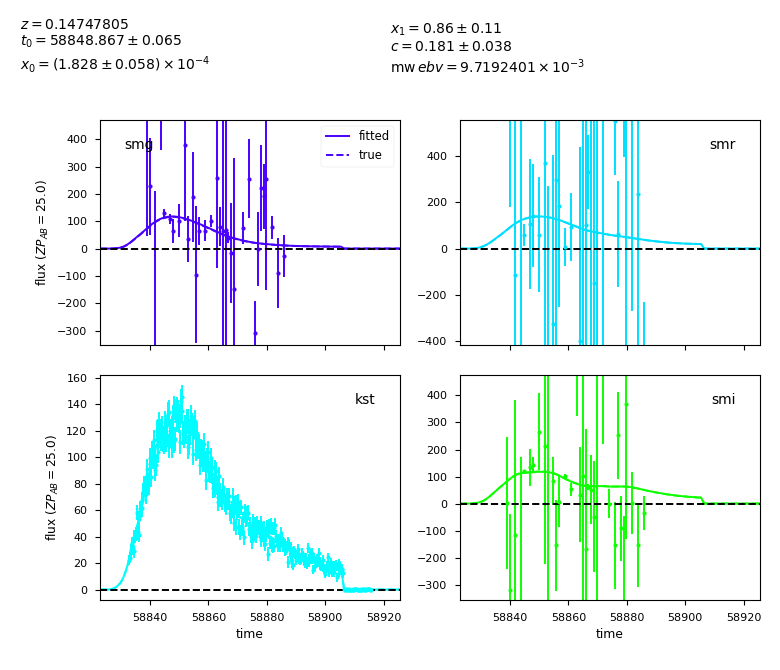 z = 0.14747805
t₀ = 58848.867 ± 0.065
x₀ = (1.828 ± 0.058) × 10⁻⁴
x₁ = 0.86 ± 0.11
c = 0.181 ± 0.038
mw ebv = 9.7192401 × 10⁻³
smg
fitted
true
flux (ZP_AB = 25.0)
400
300
200
100
0
−100
−200
−300
smr
400
200
0
−200
−400
kst
flux (ZP_AB = 25.0)
160
140
120
100
80
60
40
20
0
58840 58860 58880 58900 58920
time
smi
400
300
200
100
0
−100
−200
−300
58840 58860 58880 58900 58920
time